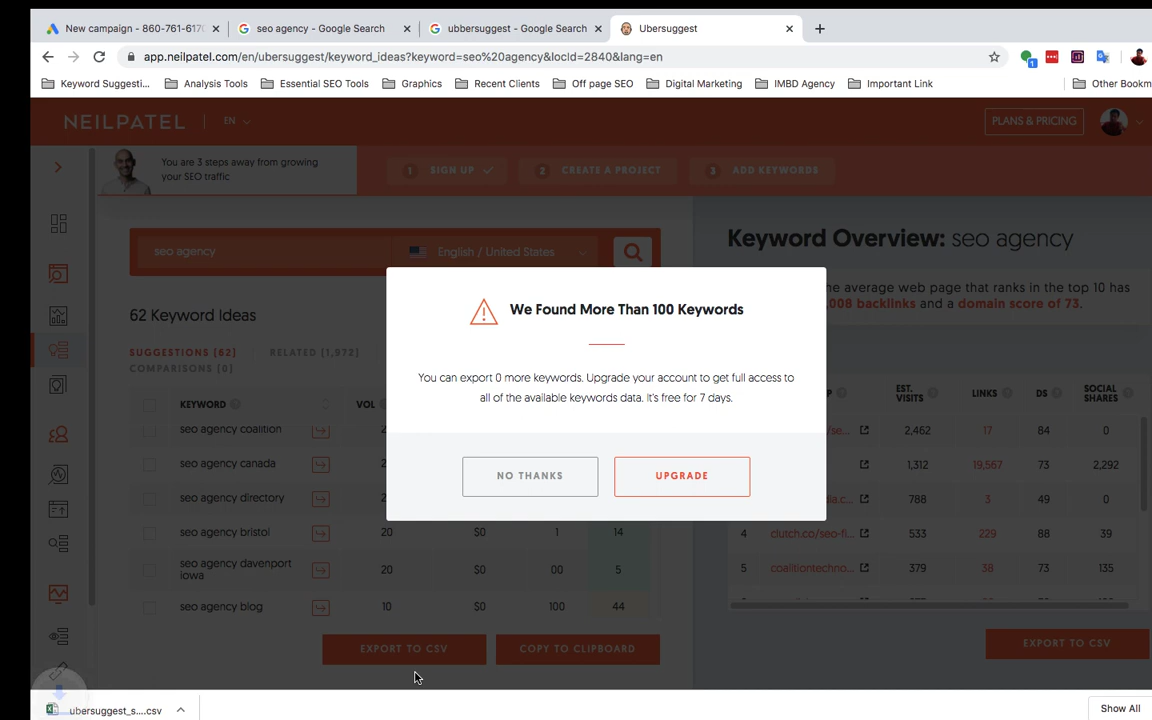 New campaign - 860-761-6170
seo agency - Google Search
ubbersuggest - Google Search
Ubersuggest
app.neilpatel.com/en/ubersuggest/keyword_ideas?keyword=seo%20agency&locId=2840&lang=en
Keyword Suggesti...
Analysis Tools
Essential SEO Tools
Graphics
Recent Clients
Off page SEO
Digital Marketing
IMBD Agency
Important Link
Other Bookm
NEILPATEL
EN
PLANS & PRICING
You are 3 steps away from growing
your SEO traffic
1 SIGN UP
2 CREATE A PROJECT
3 ADD KEYWORDS
seo agency
English / United States
Keyword Overview: seo agency
62 Keyword Ideas
he average web page that ranks in the top 10 has
,008 backlinks and a domain score of 73.
SUGGESTIONS (62)
RELATED (1,972)
COMPARISONS (0)
We Found More Than 100 Keywords
You can export 0 more keywords. Upgrade your account to get full access to
all of the available keywords data. It's free for 7 days.
NO THANKS
UPGRADE
KEYWORD
VOL
EST. VISITS
LINKS
DS
SOCIAL SHARES
seo agency coalition
2,462 17 84 0
seo agency canada
1,312 19,567 73 2,292
seo agency directory
788 3 49 0
seo agency bristol 20 $0 1 14
4 clutch.co/seo-fi... 533 229 88 39
seo agency davenport
iowa
20 $0 00 5
5 coalitiontechno... 379 38 73 135
seo agency blog 10 $0 100 44
EXPORT TO CSV
COPY TO CLIPBOARD
EXPORT TO CSV
ubersuggest_s....csv
Show All